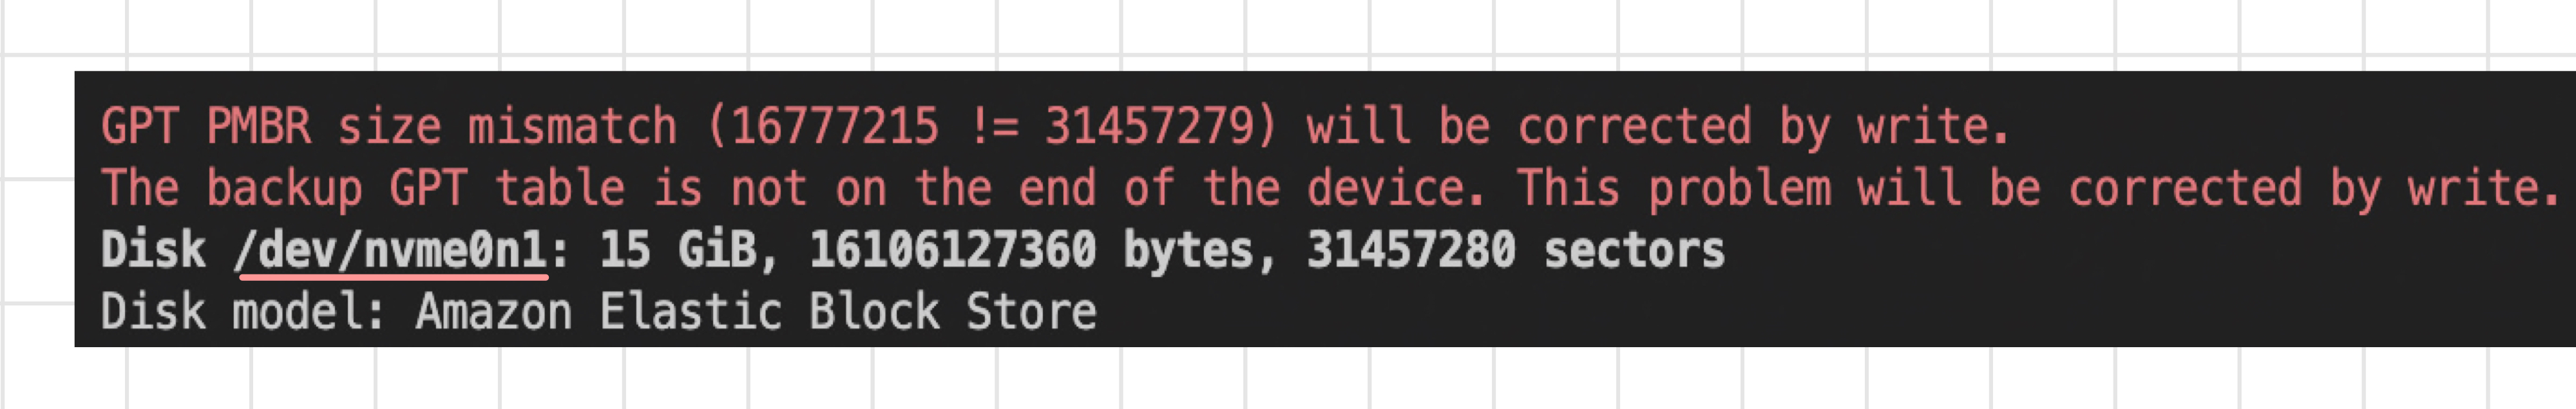 GPT PMBR size mismatch (16777215 != 31457279) will be corrected by write.
The backup GPT table is not on the end of the device. This problem will be corrected by write.
Disk /dev/nvme0n1: 15 GiB, 16106127360 bytes, 31457280 sectors
Disk model: Amazon Elastic Block Store